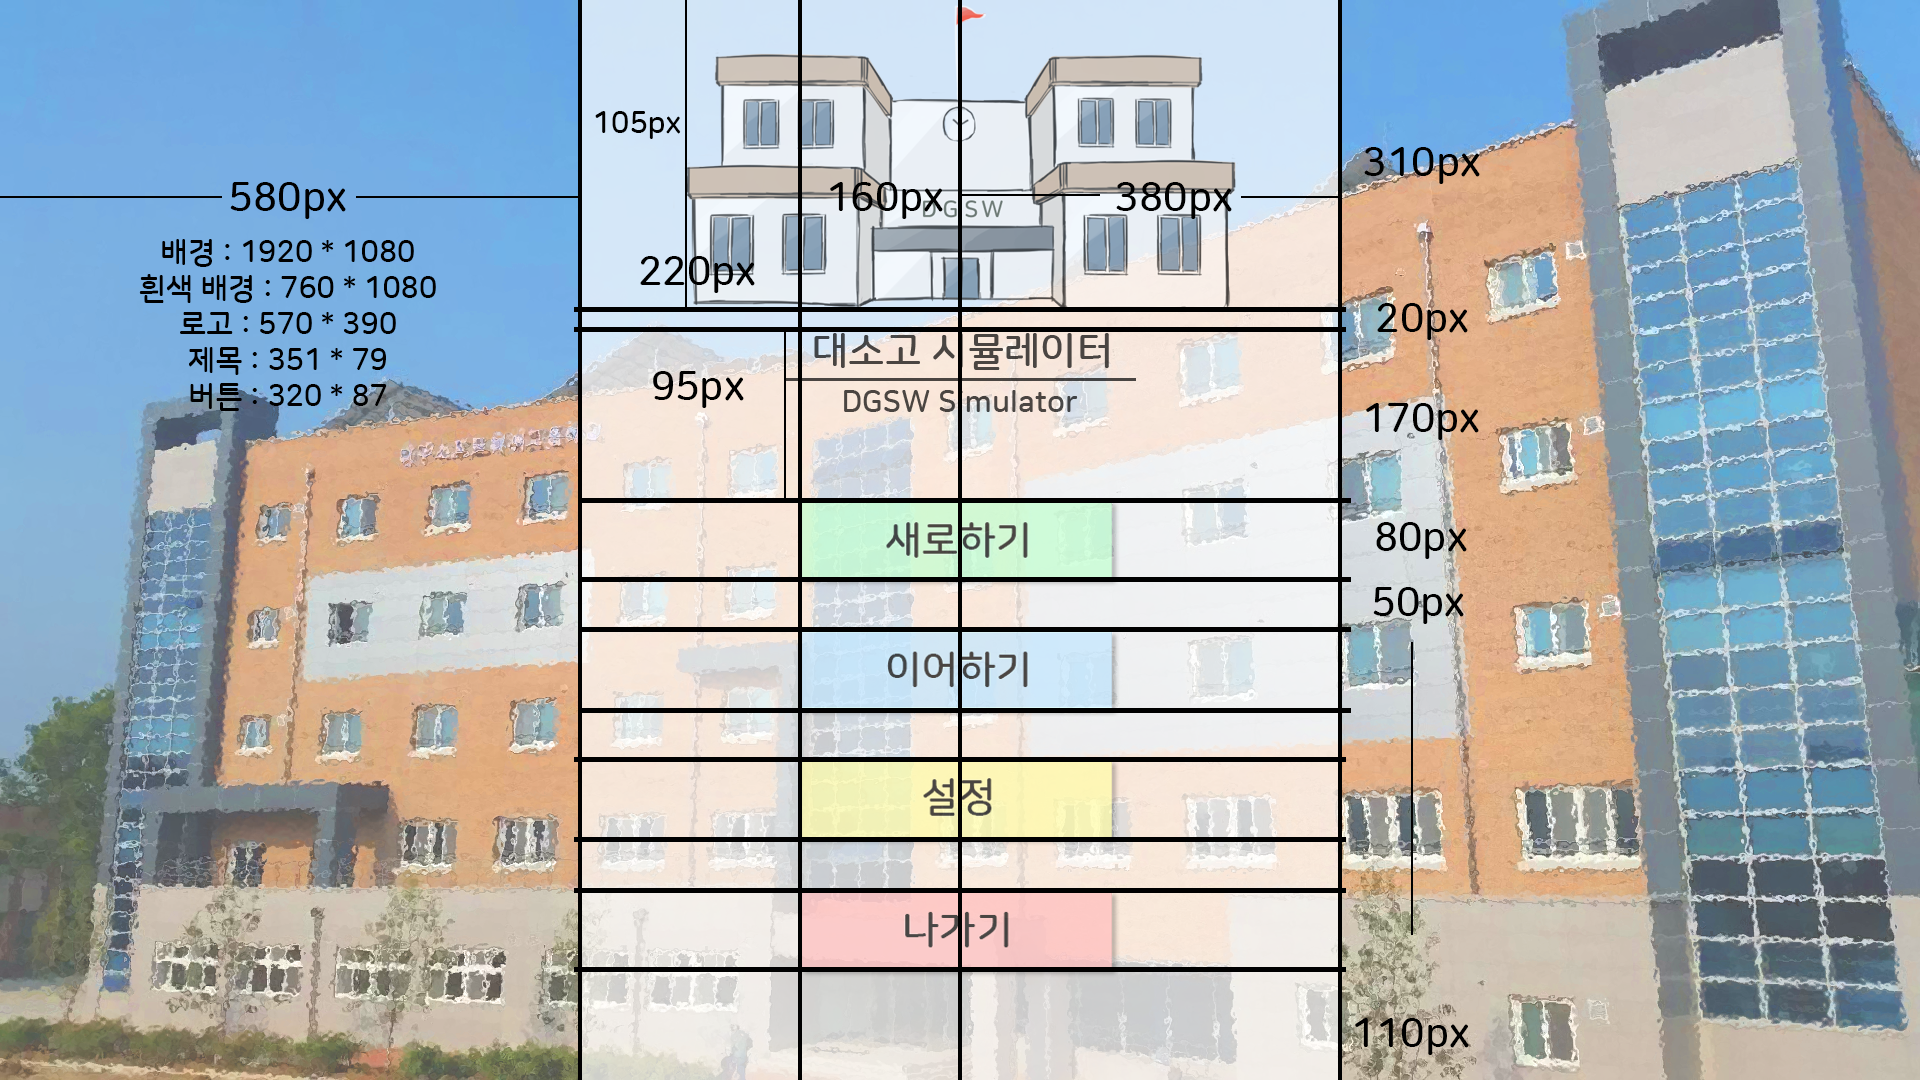 105px
580px
160px
380px
310px
DGSW
배경 : 1920 * 1080
220px
흰색 배경 : 760 * 1080
로고 : 570 * 390
20px
제목 : 351 * 79
대소고 시뮬레이터
95px
버튼 : 320 * 87
DGSW Simulator
170px
새로하기
80px
50px
이어하기
설정
나가기
110px